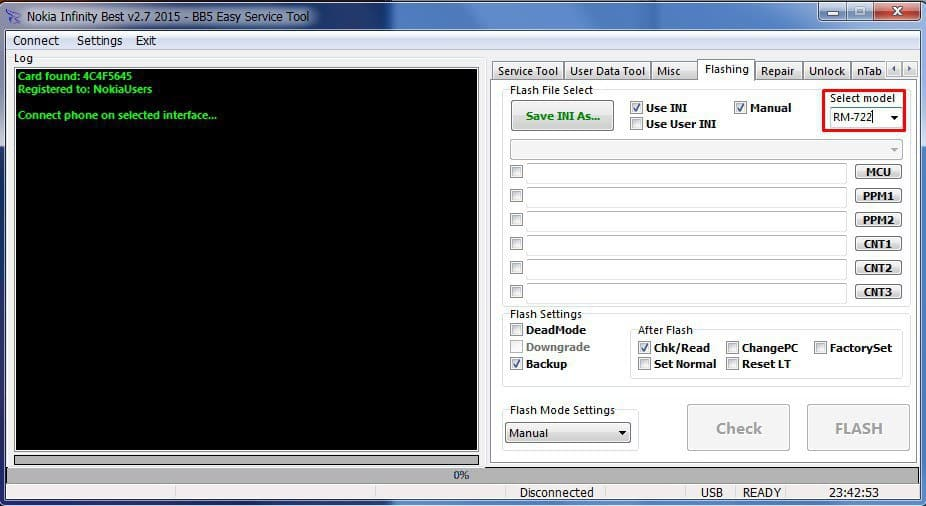 Nokia Infinity Best v2.7 2015 - BB5 Easy Service Tool
Connect Settings Exit
Log
Card found: 4C4F5645
Registered to: NokiaUsers
Connect phone on selected interface...
Service Tool User Data Tool Misc Flashing Repair Unlock nTab
FLash File Select
Save INI As...
Use INI
Manual
Use User INI
Select model
RM-722
MCU
PPM1
PPM2
CNT1
CNT2
CNT3
Flash Settings
DeadMode
Downgrade
Backup
After Flash
Chk/Read ChangePC FactorySet
Set Normal Reset LT
Flash Mode Settings
Manual
Check
FLASH
0%
Disconnected USB READY 23:42:53